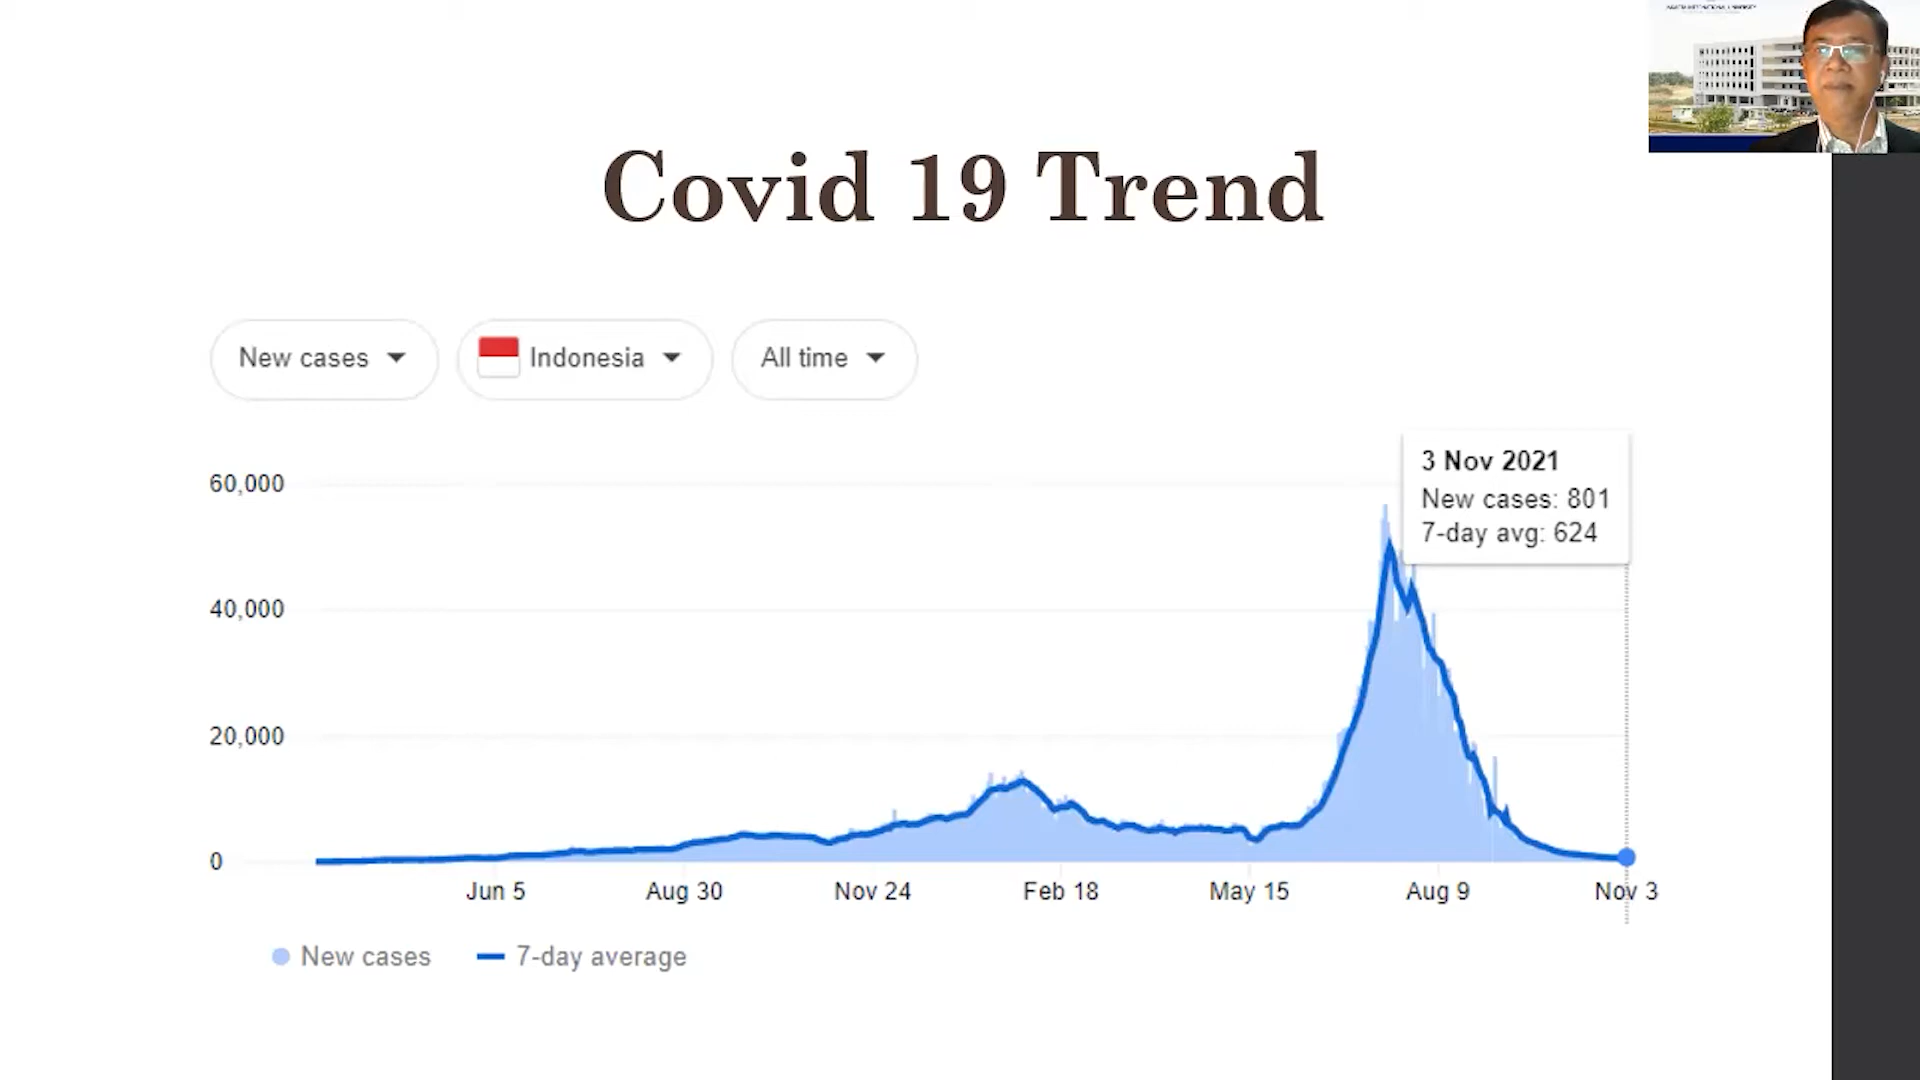 Covid 19 Trend
New cases
Indonesia
All time
3 Nov 2021
New cases: 801
7-day avg: 624
60,000
40,000
20,000
0
Jun 5
Aug 30
Nov 24
Feb 18
May 15
Aug 9
Nov 3
New cases
7-day average